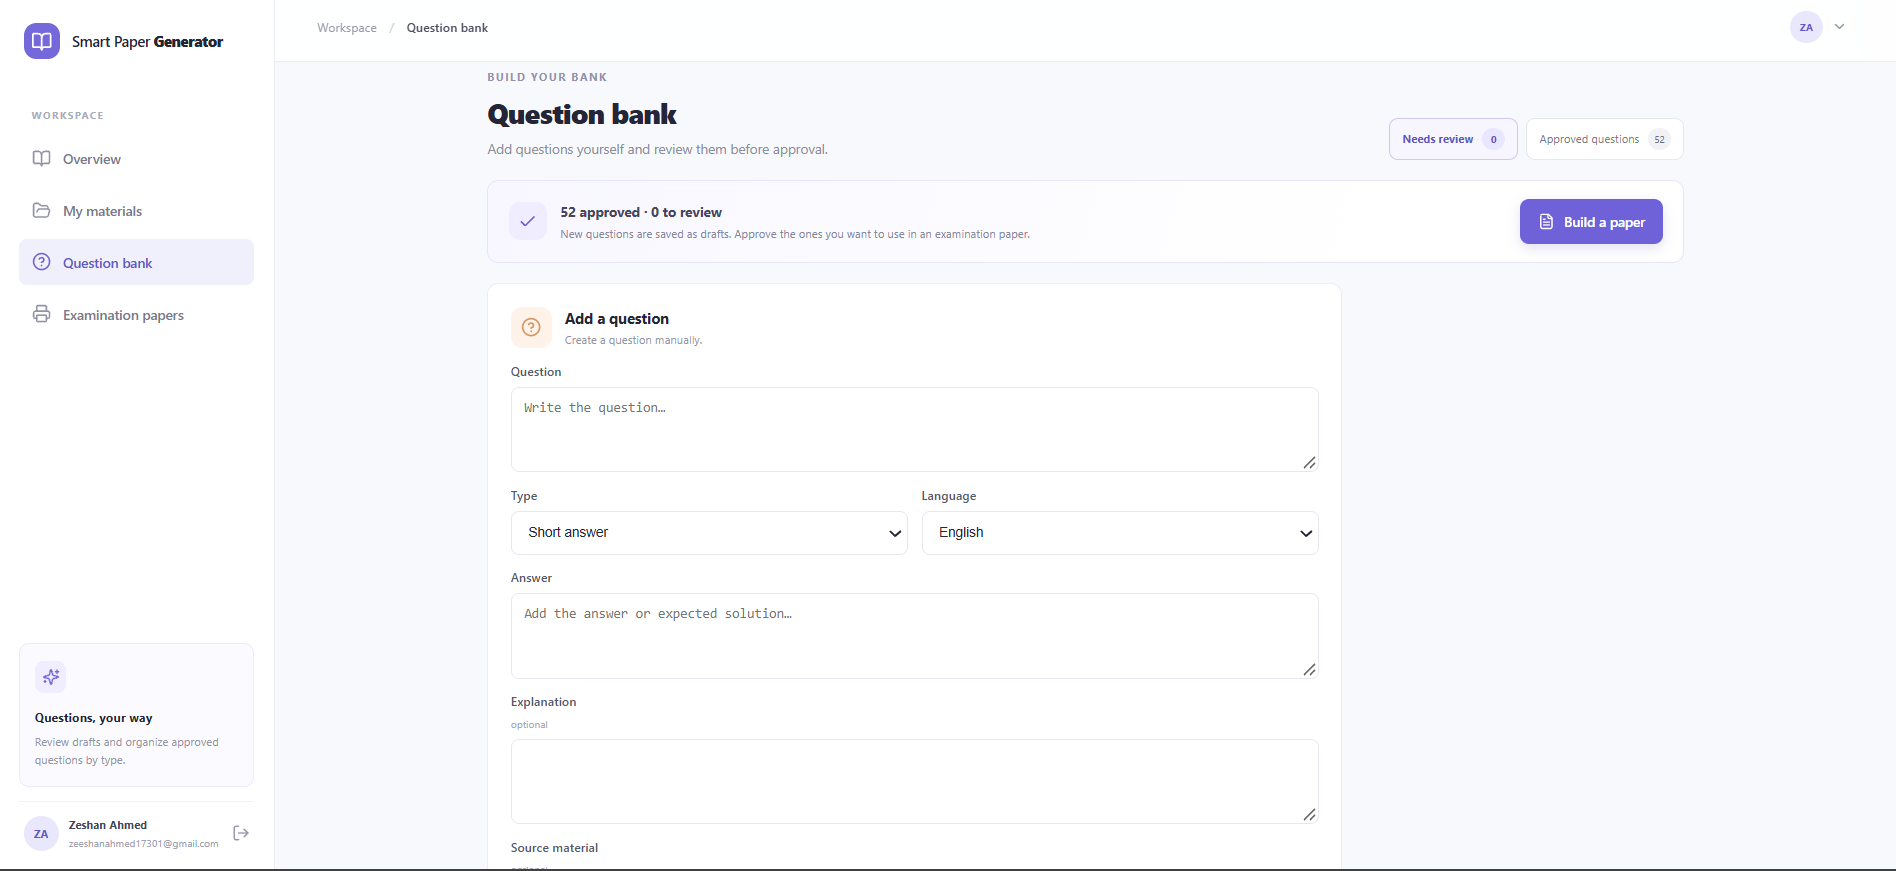 Smart Paper Generator
Workspace / Question bank
ZA
WORKSPACE
Overview
My materials
Question bank
Examination papers
BUILD YOUR BANK
Question bank
Add questions yourself and review them before approval.
Needs review 0
Approved questions 52
52 approved · 0 to review
New questions are saved as drafts. Approve the ones you want to use in an examination paper.
Build a paper
Add a question
Create a question manually.
Question
Write the question…
Type
Language
Short answer
English
Answer
Add the answer or expected solution…
Explanation
optional
Source material
Questions, your way
Review drafts and organize approved
questions by type.
ZA
Zeshan Ahmed
zeeshanahmed17301@gmail.com